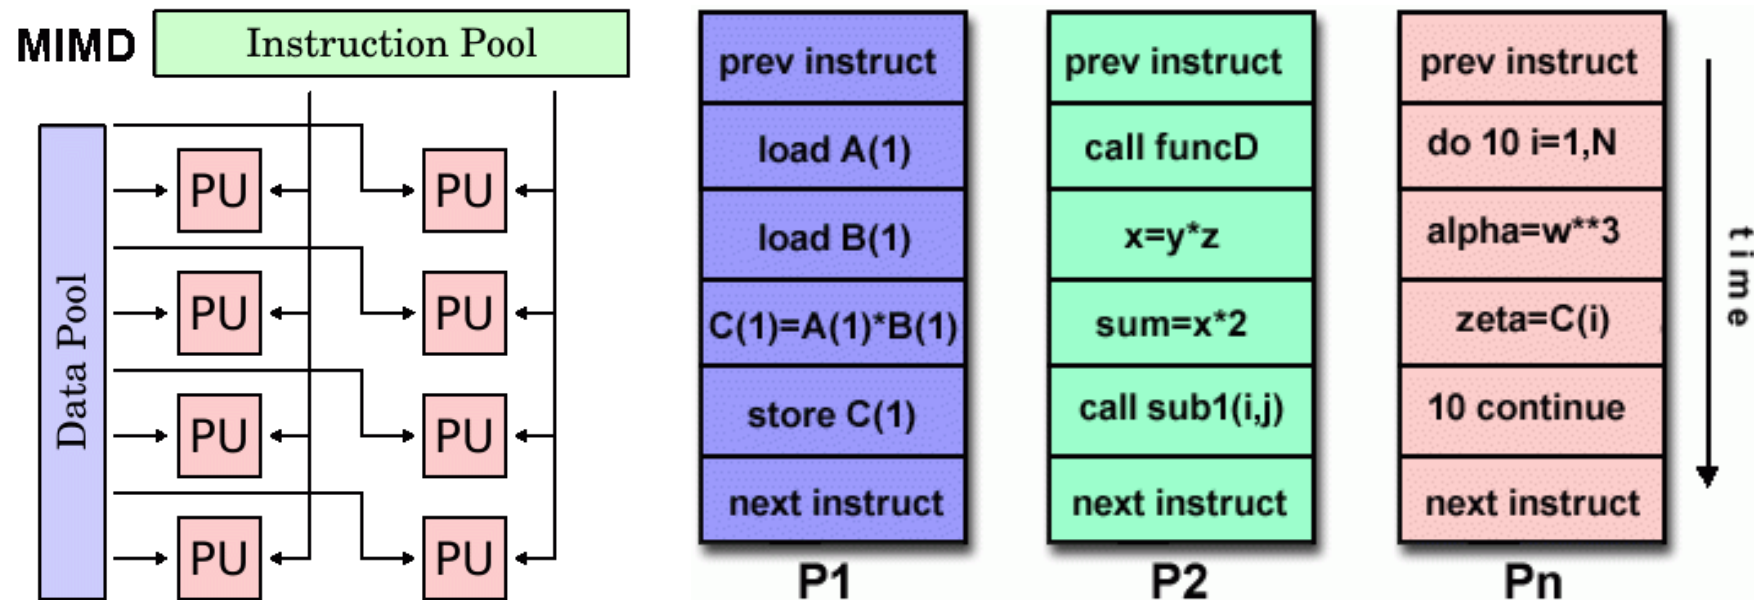 MIMD
Instruction Pool
Data Pool
PU PU
PU PU
PU PU
PU PU
prev instruct
load A(1)
load B(1)
C(1)=A(1)*B(1)
store C(1)
next instruct
P1
prev instruct
call funcD
x=y*z
sum=x*2
call sub1(i,j)
next instruct
P2
prev instruct
do 10 i=1,N
alpha=w**3
zeta=C(i)
10 continue
next instruct
Pn
time